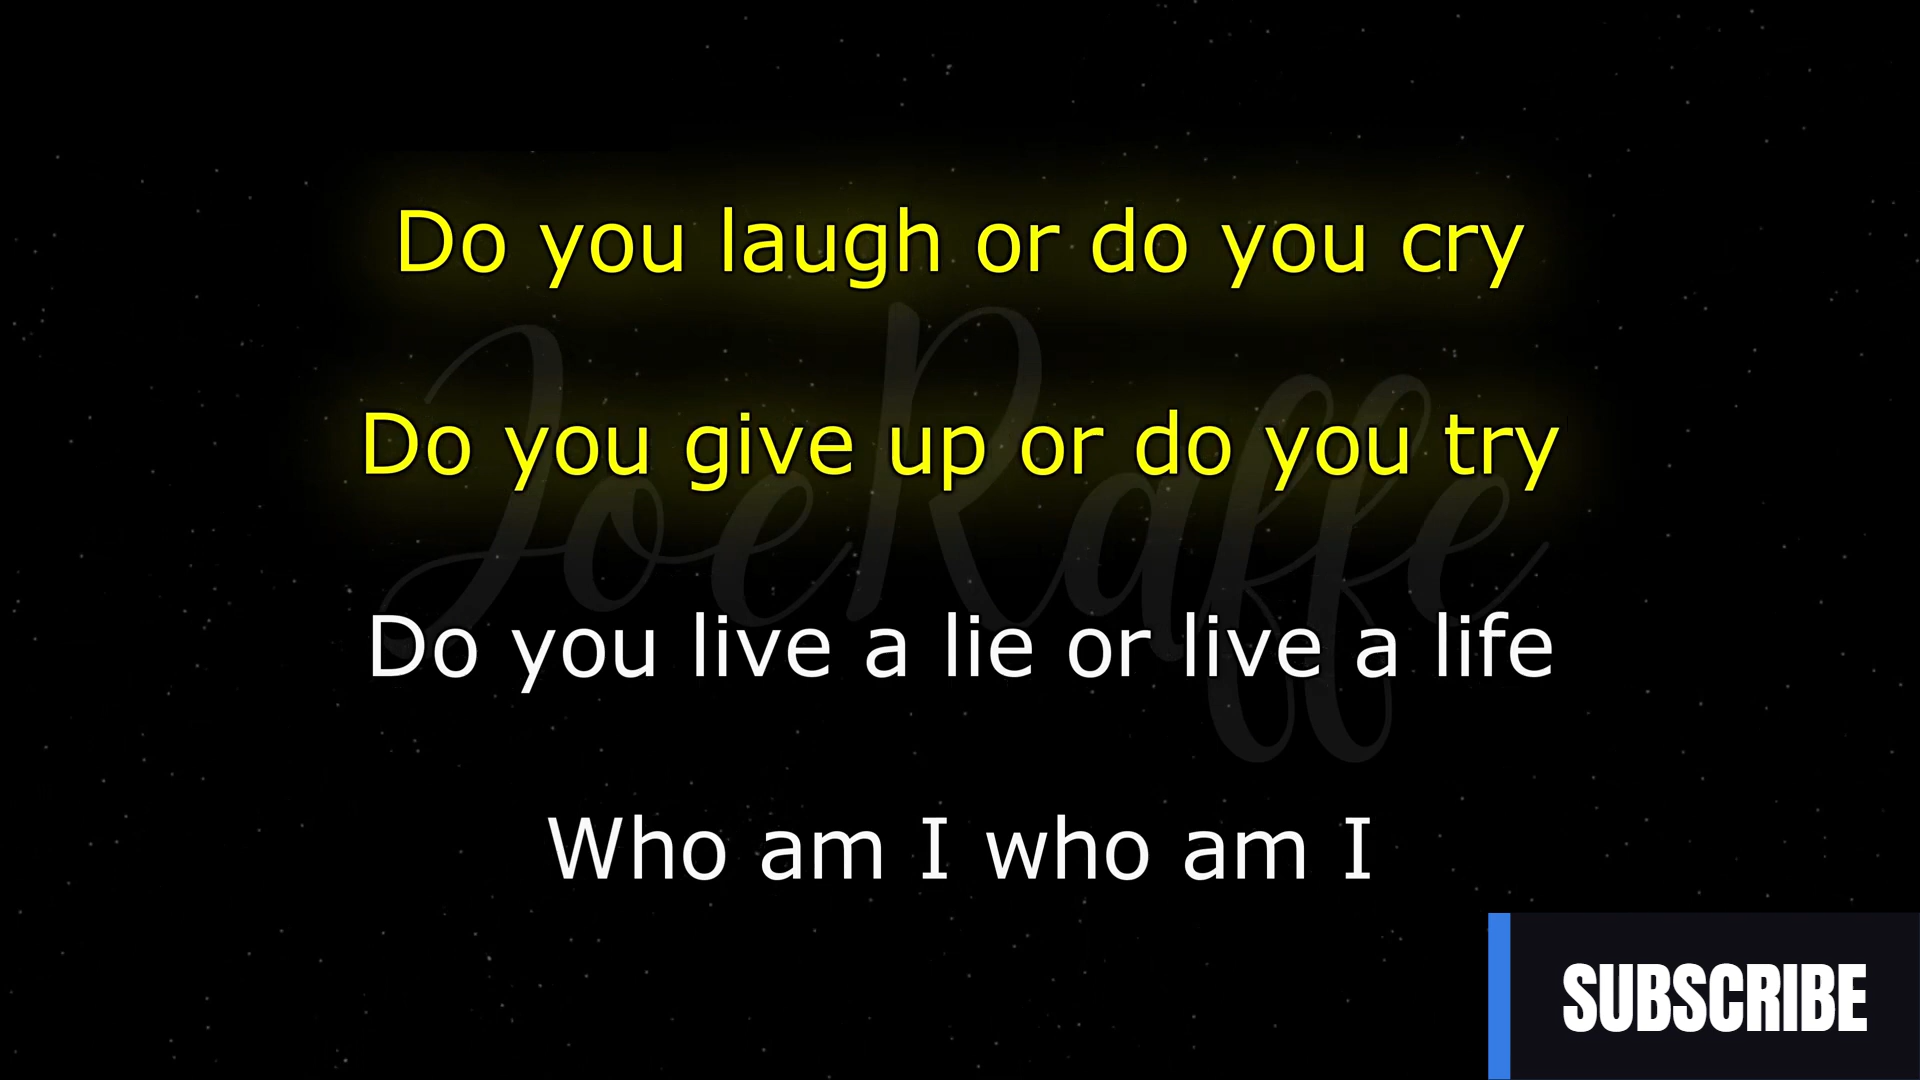 Do you laugh or do you cry
Do you give up or do you try
JoeRaffe
Do you live a lie or live a life
Who am I who am I
SUBSCRIBE